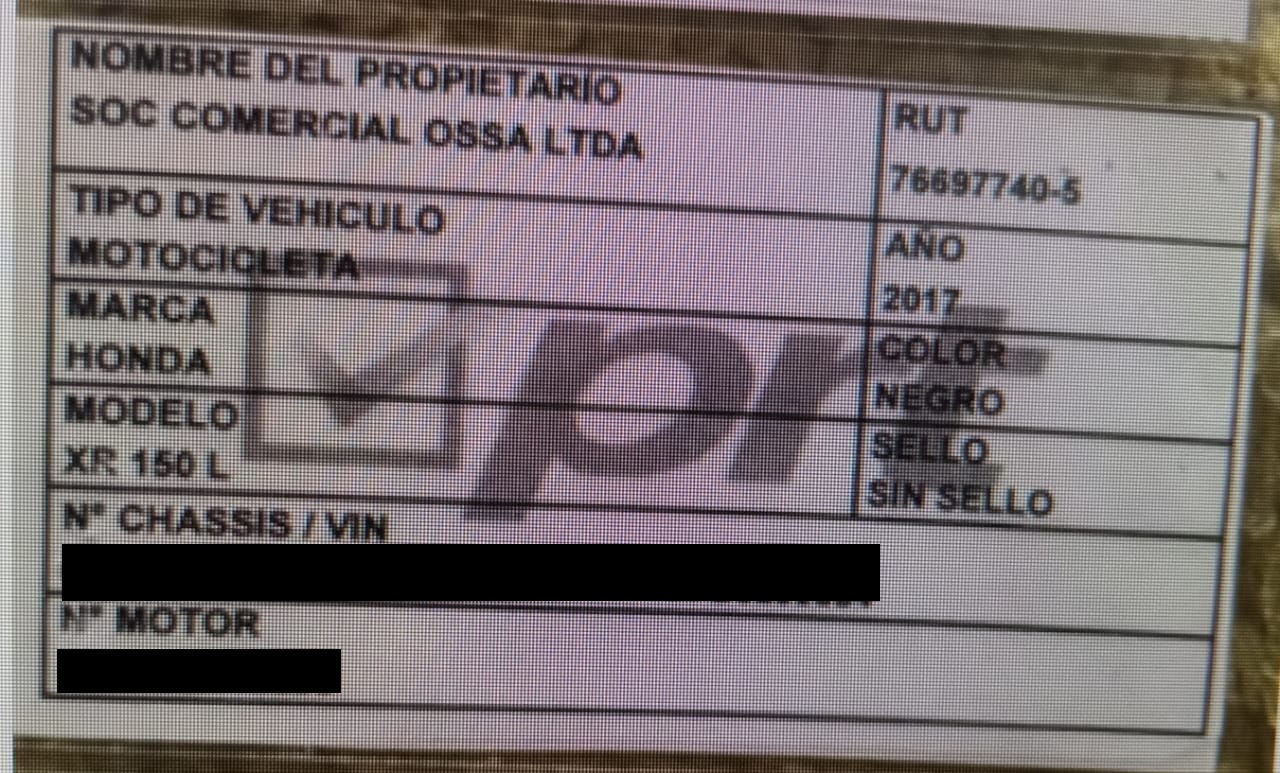 NOMBRE DEL PROPIETARIO
SOC COMERCIAL OSSA LTDA
RUT
76697740-5
TIPO DE VEHICULO
MOTOCICLETA
AÑO
2017
MARCA
HONDA
COLOR
NEGRO
MODELO
XR 150 L
SELLO
SIN SELLO
N° CHASSIS / VIN
N° MOTOR
pr